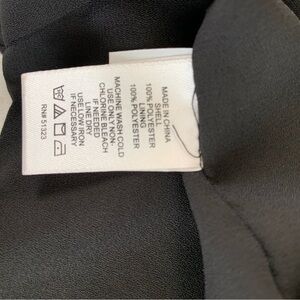 MADE IN CHINA
SHELL
100% POLYESTER
LINING
100% POLYESTER
MACHINE WASH COLD
USE ONLY NON-
CHLORINE BLEACH
IF NEEDED
LINE DRY
USE LOW IRON
IF NECESSARY
RN# 51323